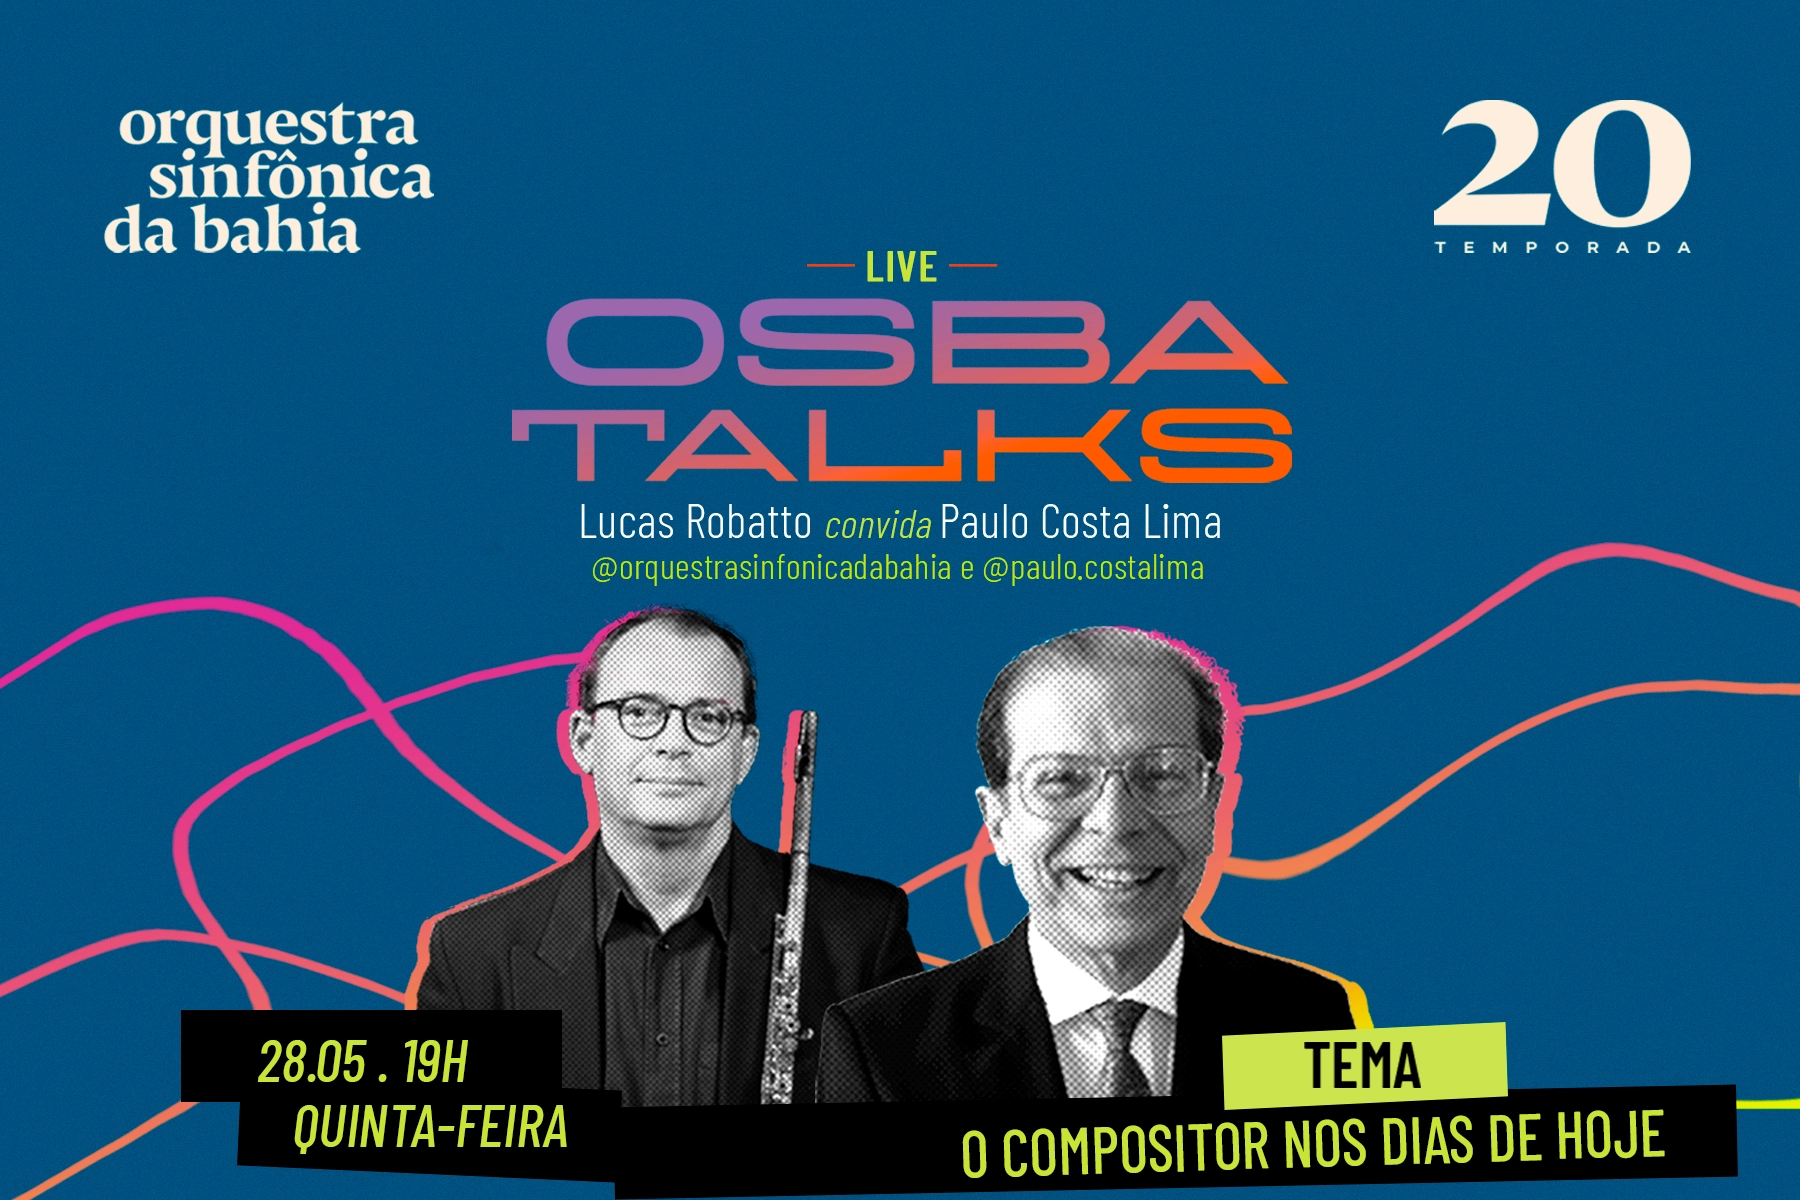 orquestra
sinfônica
da bahia
20
TEMPORADA
LIVE
OSBA
TALKS
Lucas Robatto convida Paulo Costa Lima
@orquestrasinfonicadabahia e @paulo.costalima
28.05 . 19H
QUINTA-FEIRA
TEMA
O COMPOSITOR NOS DIAS DE HOJE